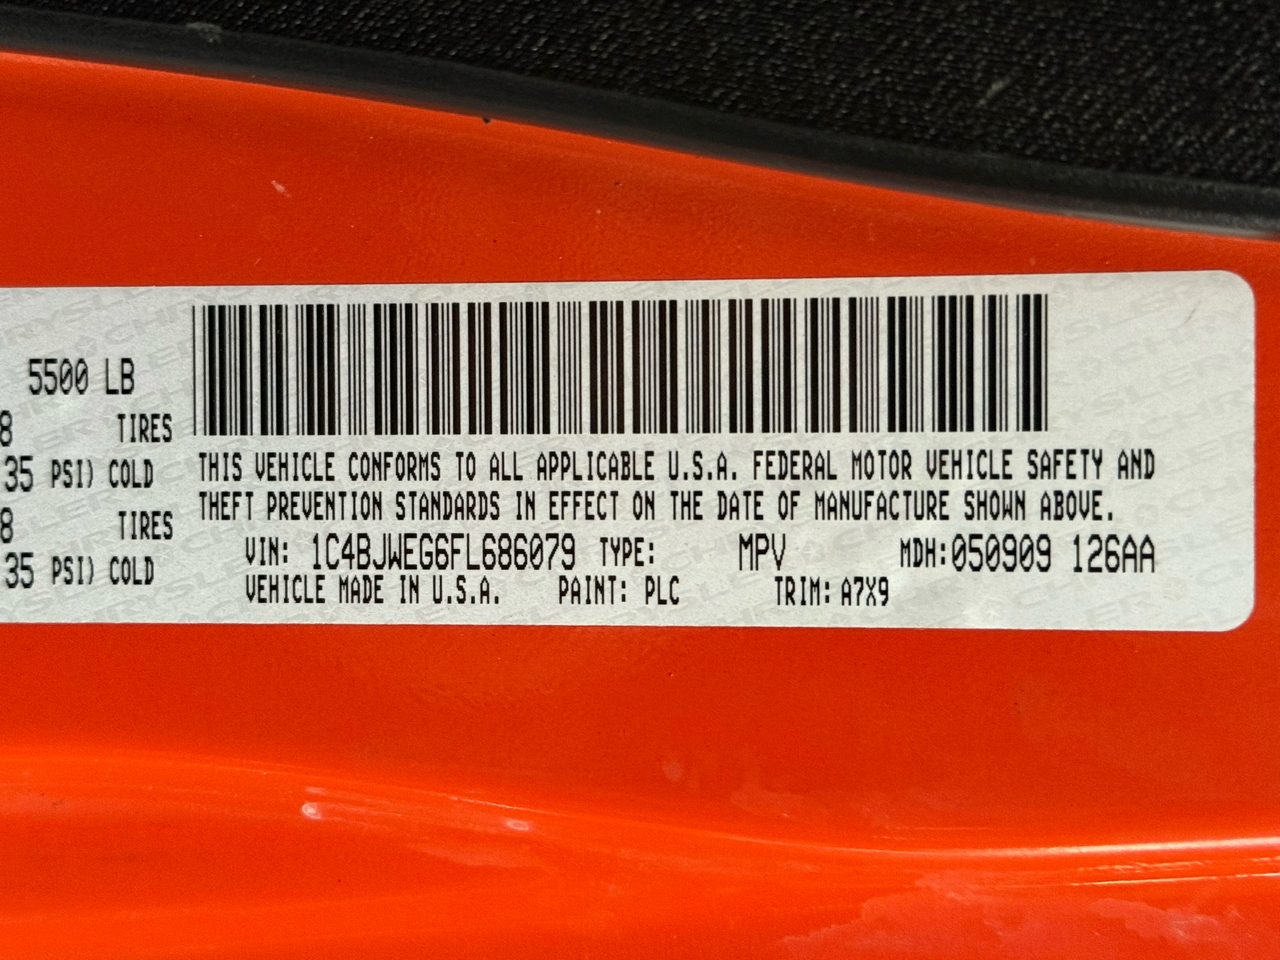 5500 LB
8 TIRES
35 PSI) COLD
8 TIRES
35 PSI) COLD
THIS VEHICLE CONFORMS TO ALL APPLICABLE U.S.A. FEDERAL MOTOR VEHICLE SAFETY AND
THEFT PREVENTION STANDARDS IN EFFECT ON THE DATE OF MANUFACTURE SHOWN ABOVE.
VIN: 1C4BJWEG6FL686079 TYPE: MPV MDH:050909 126AA
VEHICLE MADE IN U.S.A. PAINT: PLC TRIM: A7X9